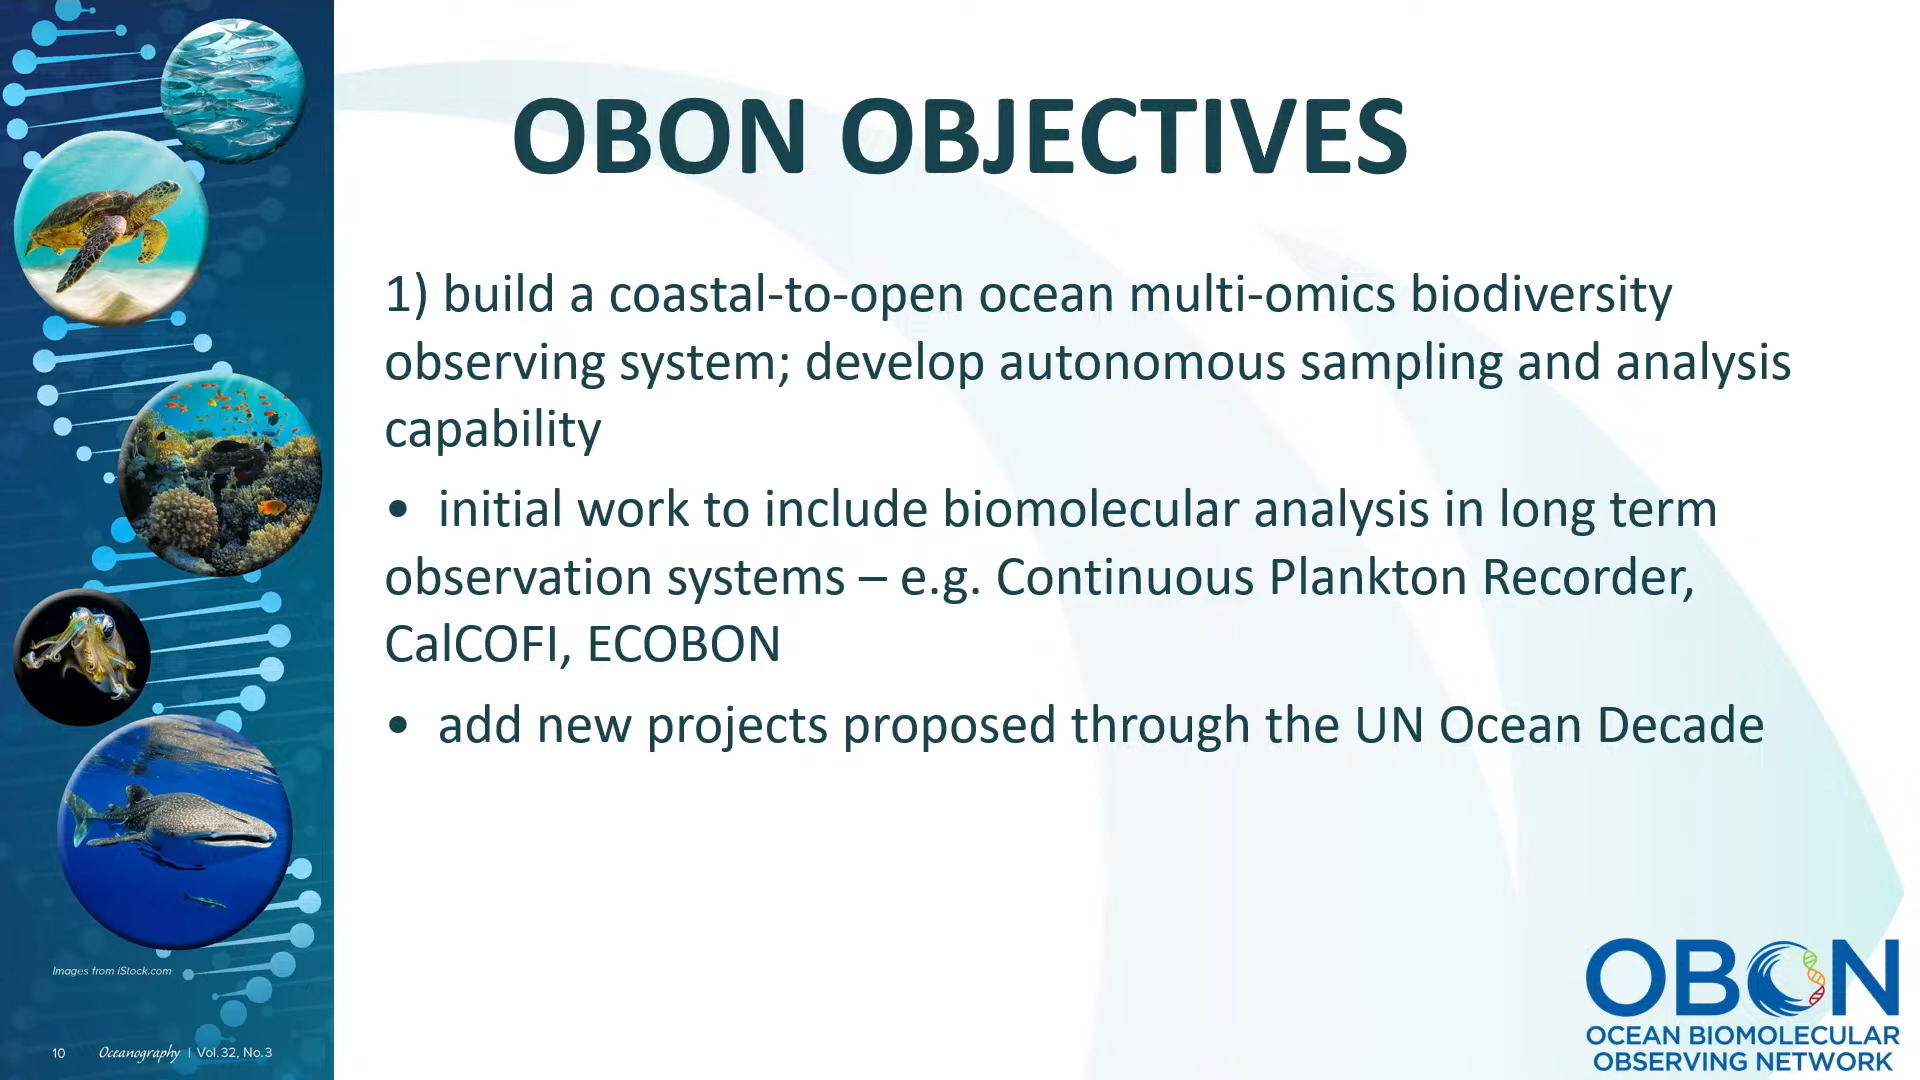 OBON OBJECTIVES
1) build a coastal-to-open ocean multi-omics biodiversity
observing system; develop autonomous sampling and analysis
capability
• initial work to include biomolecular analysis in long term
observation systems – e.g. Continuous Plankton Recorder,
CalCOFI, ECOBON
• add new projects proposed through the UN Ocean Decade
Images from iStock.com
10 Oceanography | Vol.32, No.3
OBON
OCEAN BIOMOLECULAR
OBSERVING NETWORK